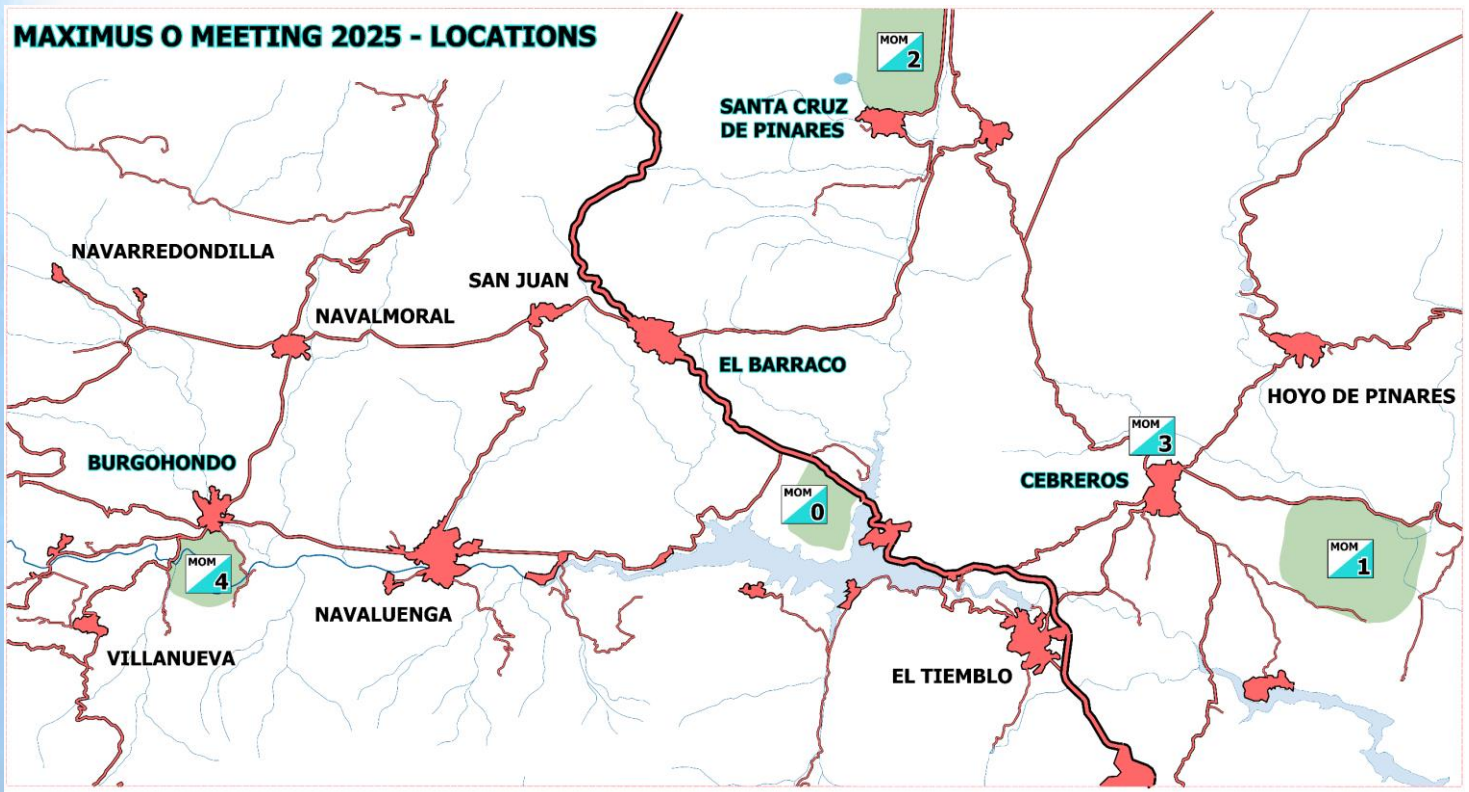 MAXIMUS O MEETING 2025 - LOCATIONS
MOM
2
SANTA CRUZ
DE PINARES
NAVARREDONDILLA
SAN JUAN
NAVALMORAL
EL BARRACO
HOYO DE PINARES
MOM
3
BURGOHONDO
CEBREROS
MOM
0
MOM
1
MOM
4
NAVALUENGA
VILLANUEVA
EL TIEMBLO